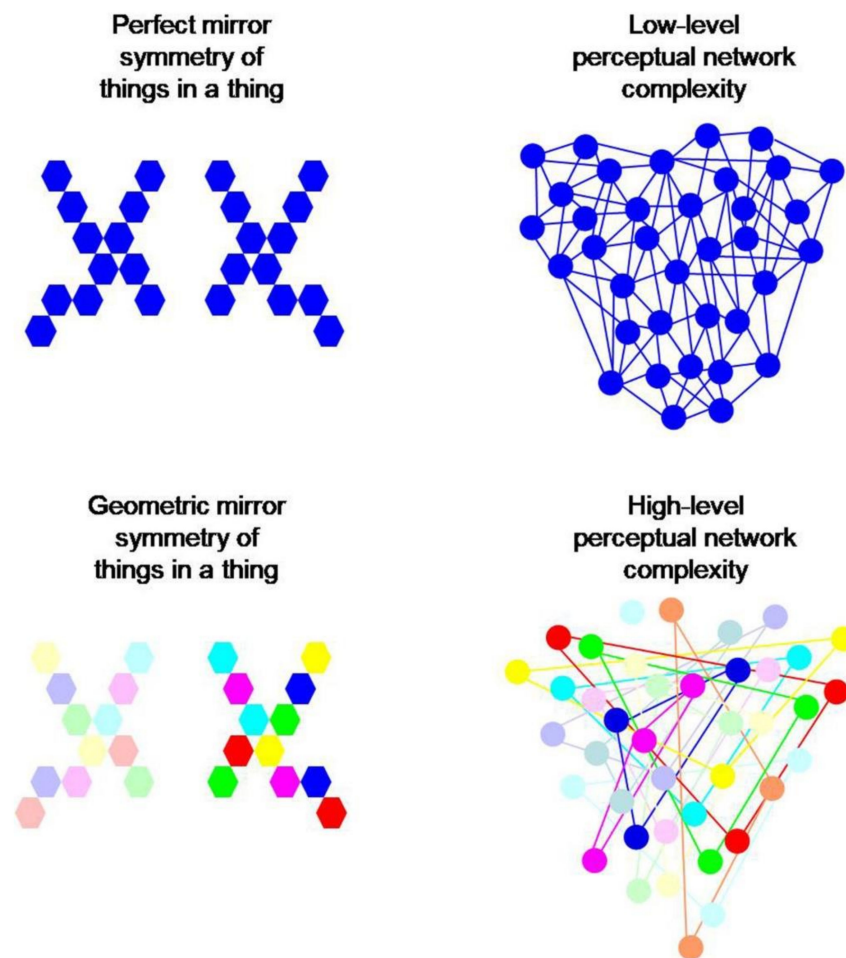 Perfect mirror
symmetry of
things in a thing
Low-level
perceptual network
complexity
Geometric mirror
symmetry of
things in a thing
High-level
perceptual network
complexity